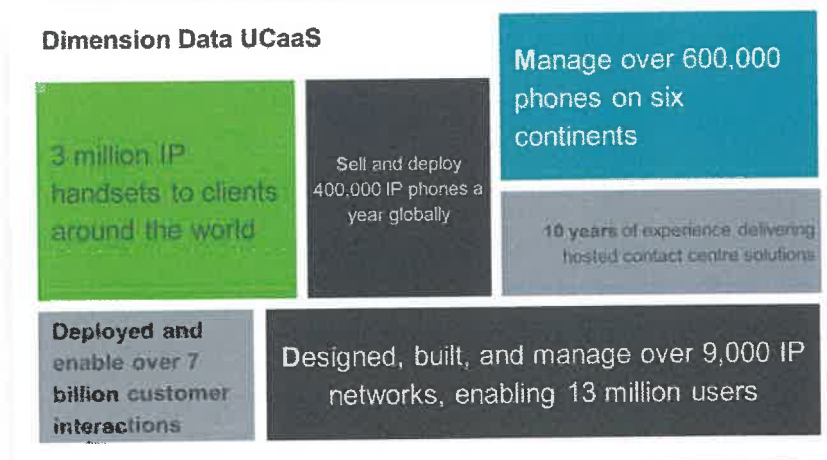 Dimension Data UCaaS
Manage over 600,000
phones on six
continents
3 million IP
handsets to clients
around the world
Sell and deploy
400,000 IP phones a
year globally
10 years of experience delivering
hosted contact centre solutions
Deployed and
enable over 7
billion customer
interactions
Designed, built, and manage over 9,000 IP
networks, enabling 13 million users